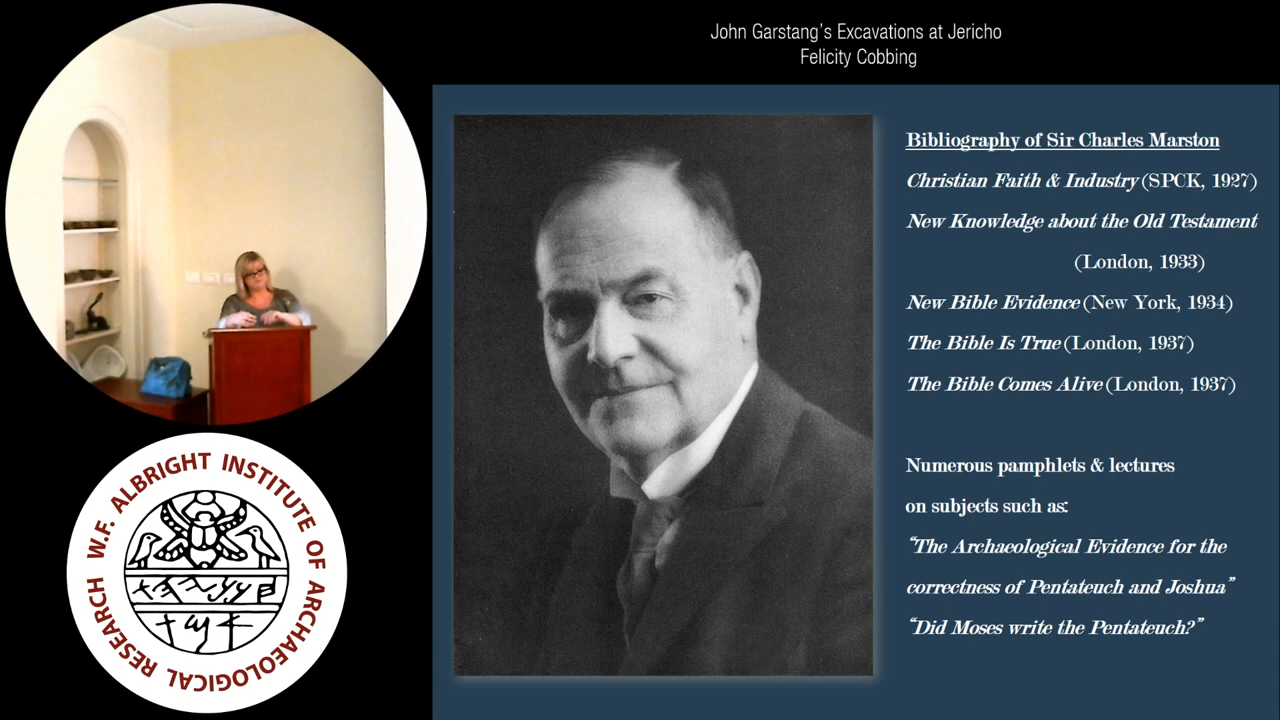 John Garstang's Excavations at Jericho
Felicity Cobbing
Bibliography of Sir Charles Marston
Christian Faith & Industry (SPCK, 1927)
New Knowledge about the Old Testament
(London, 1933)
New Bible Evidence (New York, 1934)
The Bible Is True (London, 1937)
The Bible Comes Alive (London, 1937)
Numerous pamphlets & lectures
on subjects such as:
"The Archaeological Evidence for the
correctness of Pentateuch and Joshua"
"Did Moses write the Pentateuch?"
W.F. ALBRIGHT INSTITUTE OF ARCHAEOLOGICAL RESEARCH